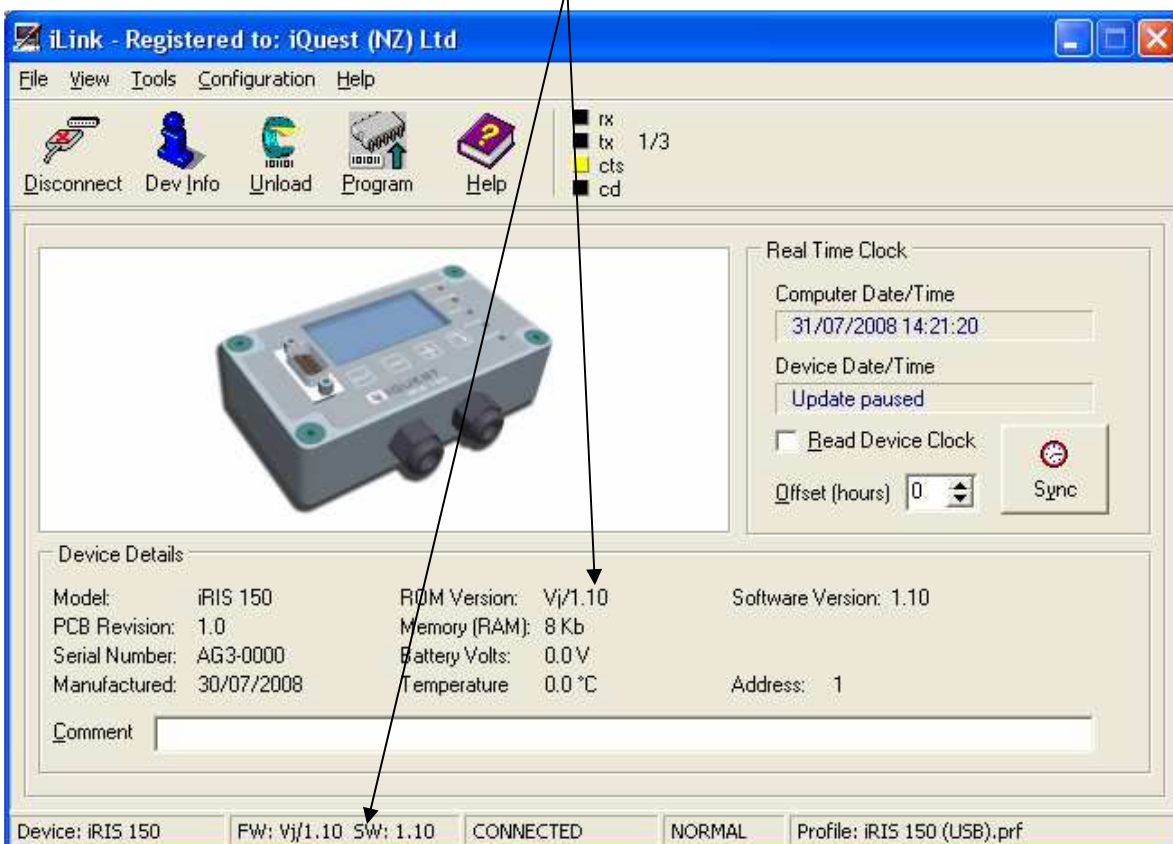 iLink - Registered to: iQuest (NZ) Ltd
File View Tools Configuration Help
Disconnect Dev Info Unload Program Help
rx
tx 1/3
cts
cd
Real Time Clock
Computer Date/Time
31/07/2008 14:21:20
Device Date/Time
Update paused
Read Device Clock
Offset (hours) 0
Sync
Device Details
Model: iRIS 150 ROM Version: Vj/1.10 Software Version: 1.10
PCB Revision: 1.0 Memory (RAM): 8 Kb
Serial Number: AG3-0000 Battery Volts: 0.0 V
Manufactured: 30/07/2008 Temperature 0.0 °C Address: 1
Comment
Device: iRIS 150 FW: Vj/1.10 SW: 1.10 CONNECTED NORMAL Profile: iRIS 150 (USB).prf